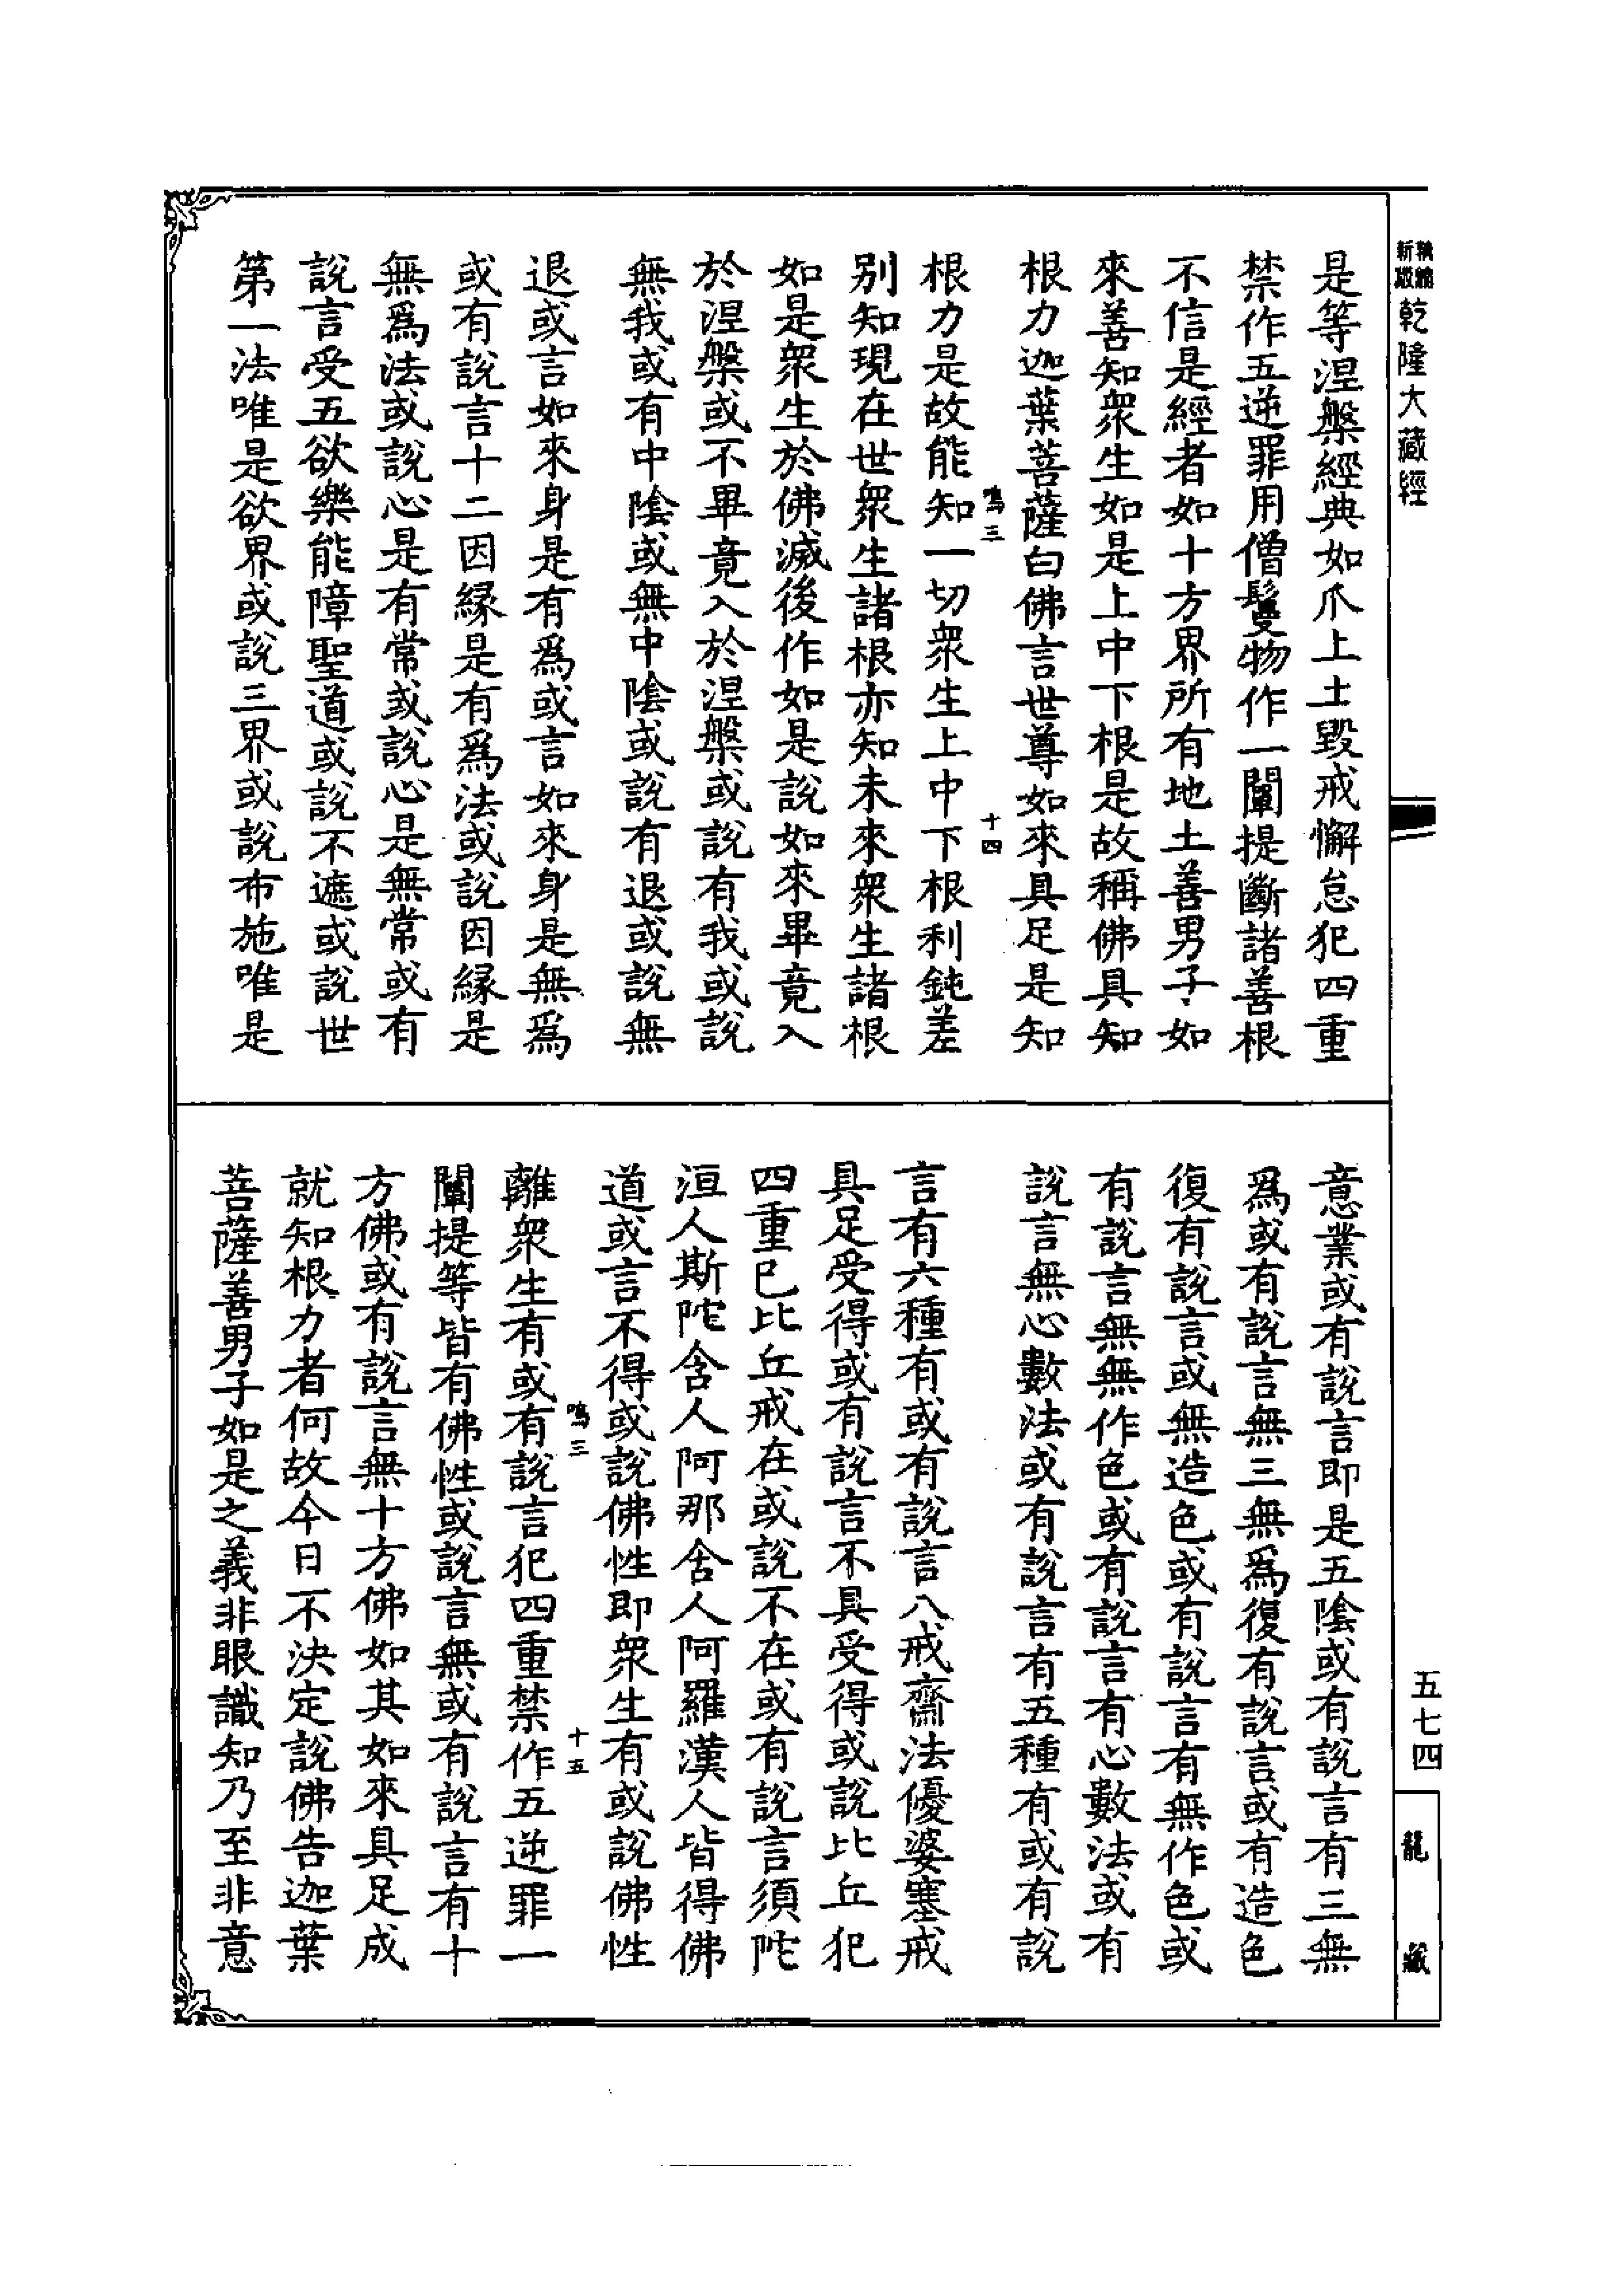 新
乾隆大藏經
是等涅槃經典如爪上土毀戒懈怠犯四重
禁作五逆罪用僧鬘物作一闡提斷諸善根
不信是經者如十方界所有地土善男子如
來善知衆生如是上中下根是故稱佛具知
根力迦葉菩薩白佛言世尊如來具足是知
鳴三 十四
根力是故能知一切衆生上中下根利鈍差
別知現在世衆生諸根亦知未來衆生諸根
如是衆生於佛滅後作如是說如來畢竟入
於涅槃或不畢竟入於涅槃或說有我或說
無我或有中陰或無中陰或說有退或說無
退或言如來身是有爲或言如來身是無爲
或有說言十二因緣是有爲法或說因緣是
無爲法或說心是有常或說心是無常或有
說言受五欲樂能障聖道或說不遮或說世
第一法唯是欲界或說三界或說布施唯是
意業或有說言即是五陰或有說言有三無
爲或有說言無三無爲復有說言或有造色
復有說言或無造色或有說言有無作色或
有說言無無作色或有說言有心數法或有
說言無心數法或有說言有五種有或有說
言有六種有或有說言八戒齋法優婆塞戒
具足受得或有說言不具受得或說比丘犯
四重已比丘戒在或說不在或有說言須陀
洹人斯陀含人阿那含人阿羅漢人皆得佛
道或言不得或說佛性即衆生有或說佛性
鳴三 十五
離衆生有或有說言犯四重禁作五逆罪一
闡提等皆有佛性或說言無或有說言有十
方佛或有說言無十方佛如其如來具足成
就知根力者何故今日不決定說佛告迦葉
菩薩善男子如是之義非眼識知乃至非意
五七四
龍藏